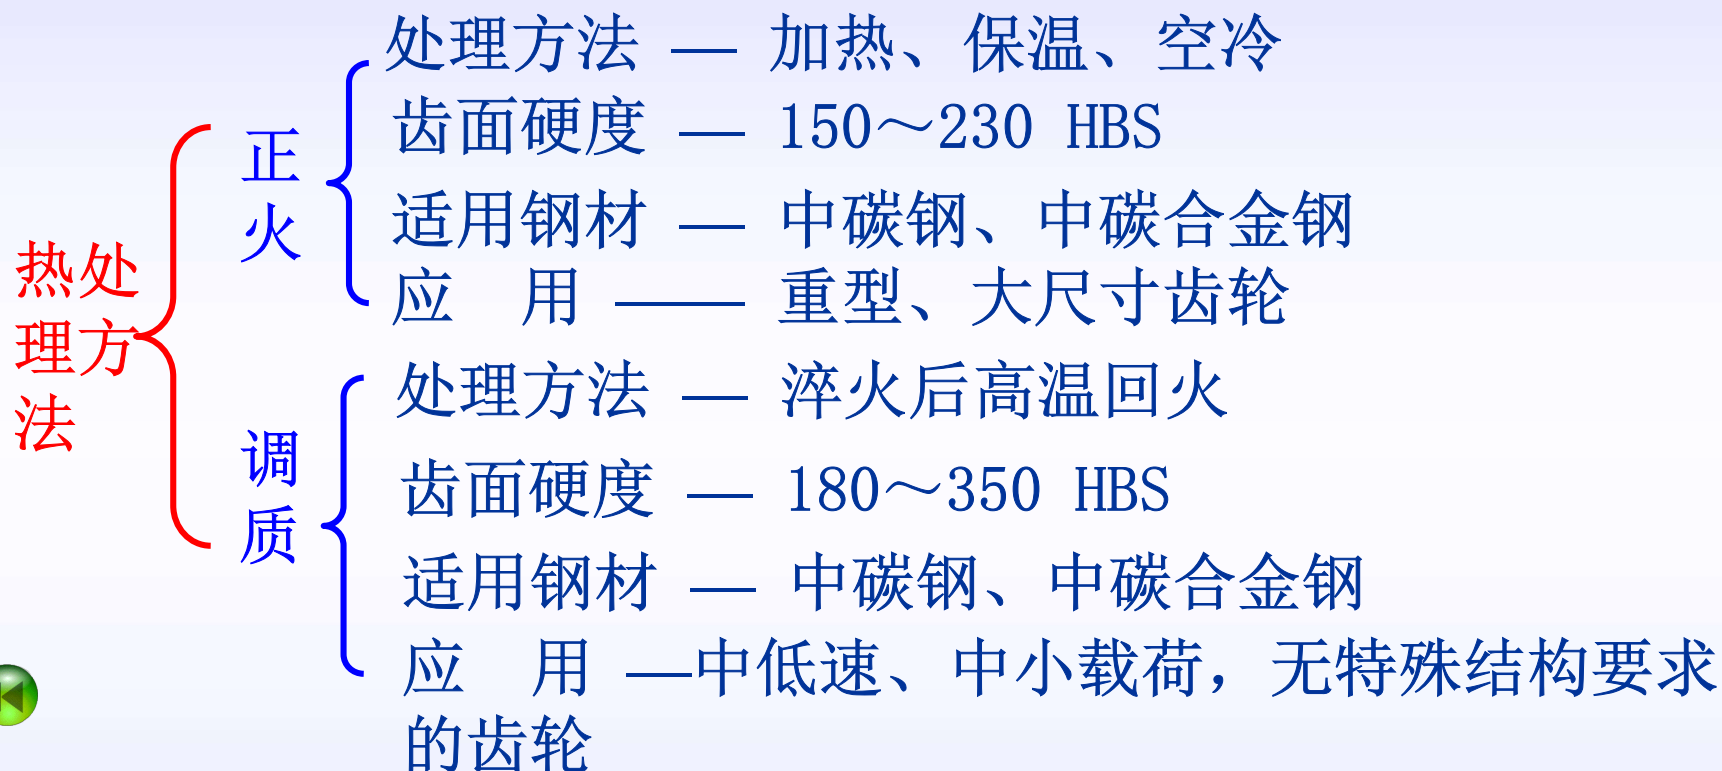 热处
理方
法
正
火
处理方法 — 加热、保温、空冷
齿面硬度 — 150～230 HBS
适用钢材 — 中碳钢、中碳合金钢
应 用 —— 重型、大尺寸齿轮
调
质
处理方法 — 淬火后高温回火
齿面硬度 — 180～350 HBS
适用钢材 — 中碳钢、中碳合金钢
应 用 —中低速、中小载荷，无特殊结构要求
的齿轮